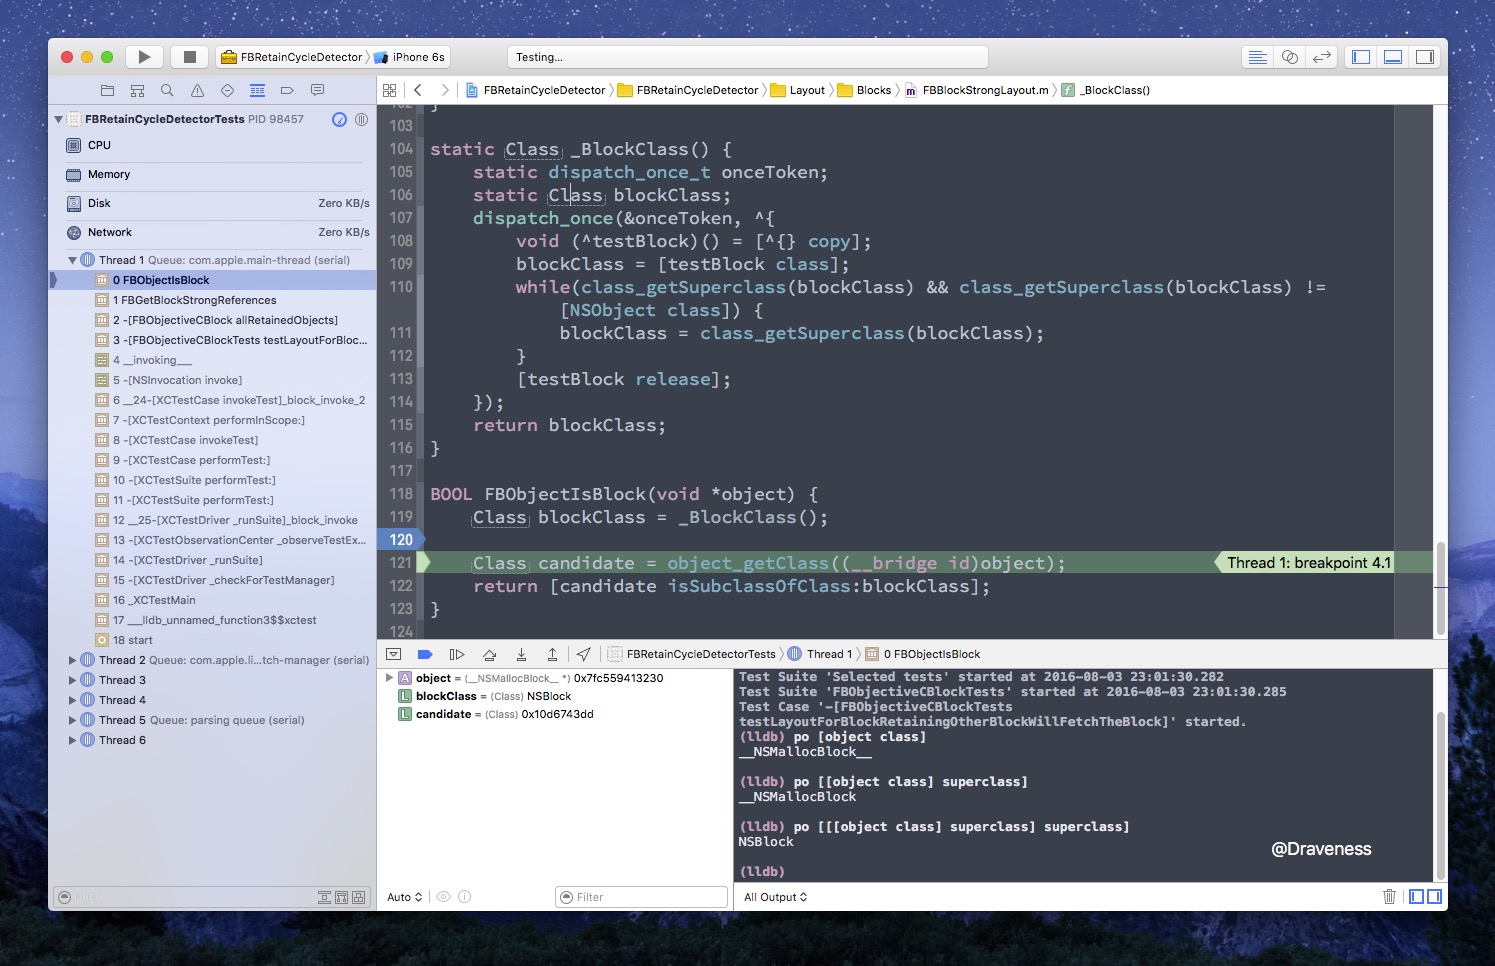 FBRetainCycleDetector
iPhone 6s
Testing...
FBRetainCycleDetector
FBRetainCycleDetector
Layout
Blocks
m FBBlockStrongLayout.m
f _BlockClass()
FBRetainCycleDetectorTests PID 98457
CPU
Memory
Disk Zero KB/s
Network Zero KB/s
Thread 1 Queue: com.apple.main-thread (serial)
0 FBObjectIsBlock
1 FBGetBlockStrongReferences
2 -[FBObjectiveCBlock allRetainedObjects]
3 -[FBObjectiveCBlockTests testLayoutForBloc...
4 __invoking___
5 -[NSInvocation invoke]
6 __24-[XCTestCase invokeTest]_block_invoke_2
7 -[XCTestContext performInScope:]
8 -[XCTestCase invokeTest]
9 -[XCTestCase performTest:]
10 -[XCTestSuite performTest:]
11 -[XCTestSuite performTest:]
12 __25-[XCTestDriver _runSuite]_block_invoke
13 -[XCTestObservationCenter _observeTestEx...
14 -[XCTestDriver _runSuite]
15 -[XCTestDriver _checkForTestManager]
16 _XCTestMain
17 ___lldb_unnamed_function3$$xctest
18 start
Thread 2 Queue: com.apple.li...tch-manager (serial)
Thread 3
Thread 4
Thread 5 Queue: parsing queue (serial)
Thread 6
Filter
102 }
103
104 static Class _BlockClass() {
105 static dispatch_once_t onceToken;
106 static Class blockClass;
107 dispatch_once(&onceToken, ^{
108 void (^testBlock)() = [^{} copy];
109 blockClass = [testBlock class];
110 while(class_getSuperclass(blockClass) && class_getSuperclass(blockClass) !=
[NSObject class]) {
111 blockClass = class_getSuperclass(blockClass);
112 }
113 [testBlock release];
114 });
115 return blockClass;
116 }
117
118 BOOL FBObjectIsBlock(void *object) {
119 Class blockClass = _BlockClass();
120
121 Class candidate = object_getClass((__bridge id)object); Thread 1: breakpoint 4.1
122 return [candidate isSubclassOfClass:blockClass];
123 }
124
FBRetainCycleDetectorTests
Thread 1
0 FBObjectIsBlock
A object = (__NSMallocBlock__ *) 0x7fc559413230
L blockClass = (Class) NSBlock
L candidate = (Class) 0x10d6743dd
Auto
Filter
Test Suite 'Selected tests' started at 2016-08-03 23:01:30.282
Test Suite 'FBObjectiveCBlockTests' started at 2016-08-03 23:01:30.285
Test Case '-[FBObjectiveCBlockTests
testLayoutForBlockRetainingOtherBlockWillFetchTheBlock]' started.
(lldb) po [object class]
__NSMallocBlock__
(lldb) po [[object class] superclass]
__NSMallocBlock
(lldb) po [[[object class] superclass] superclass]
NSBlock
(lldb)
@Draveness
All Output